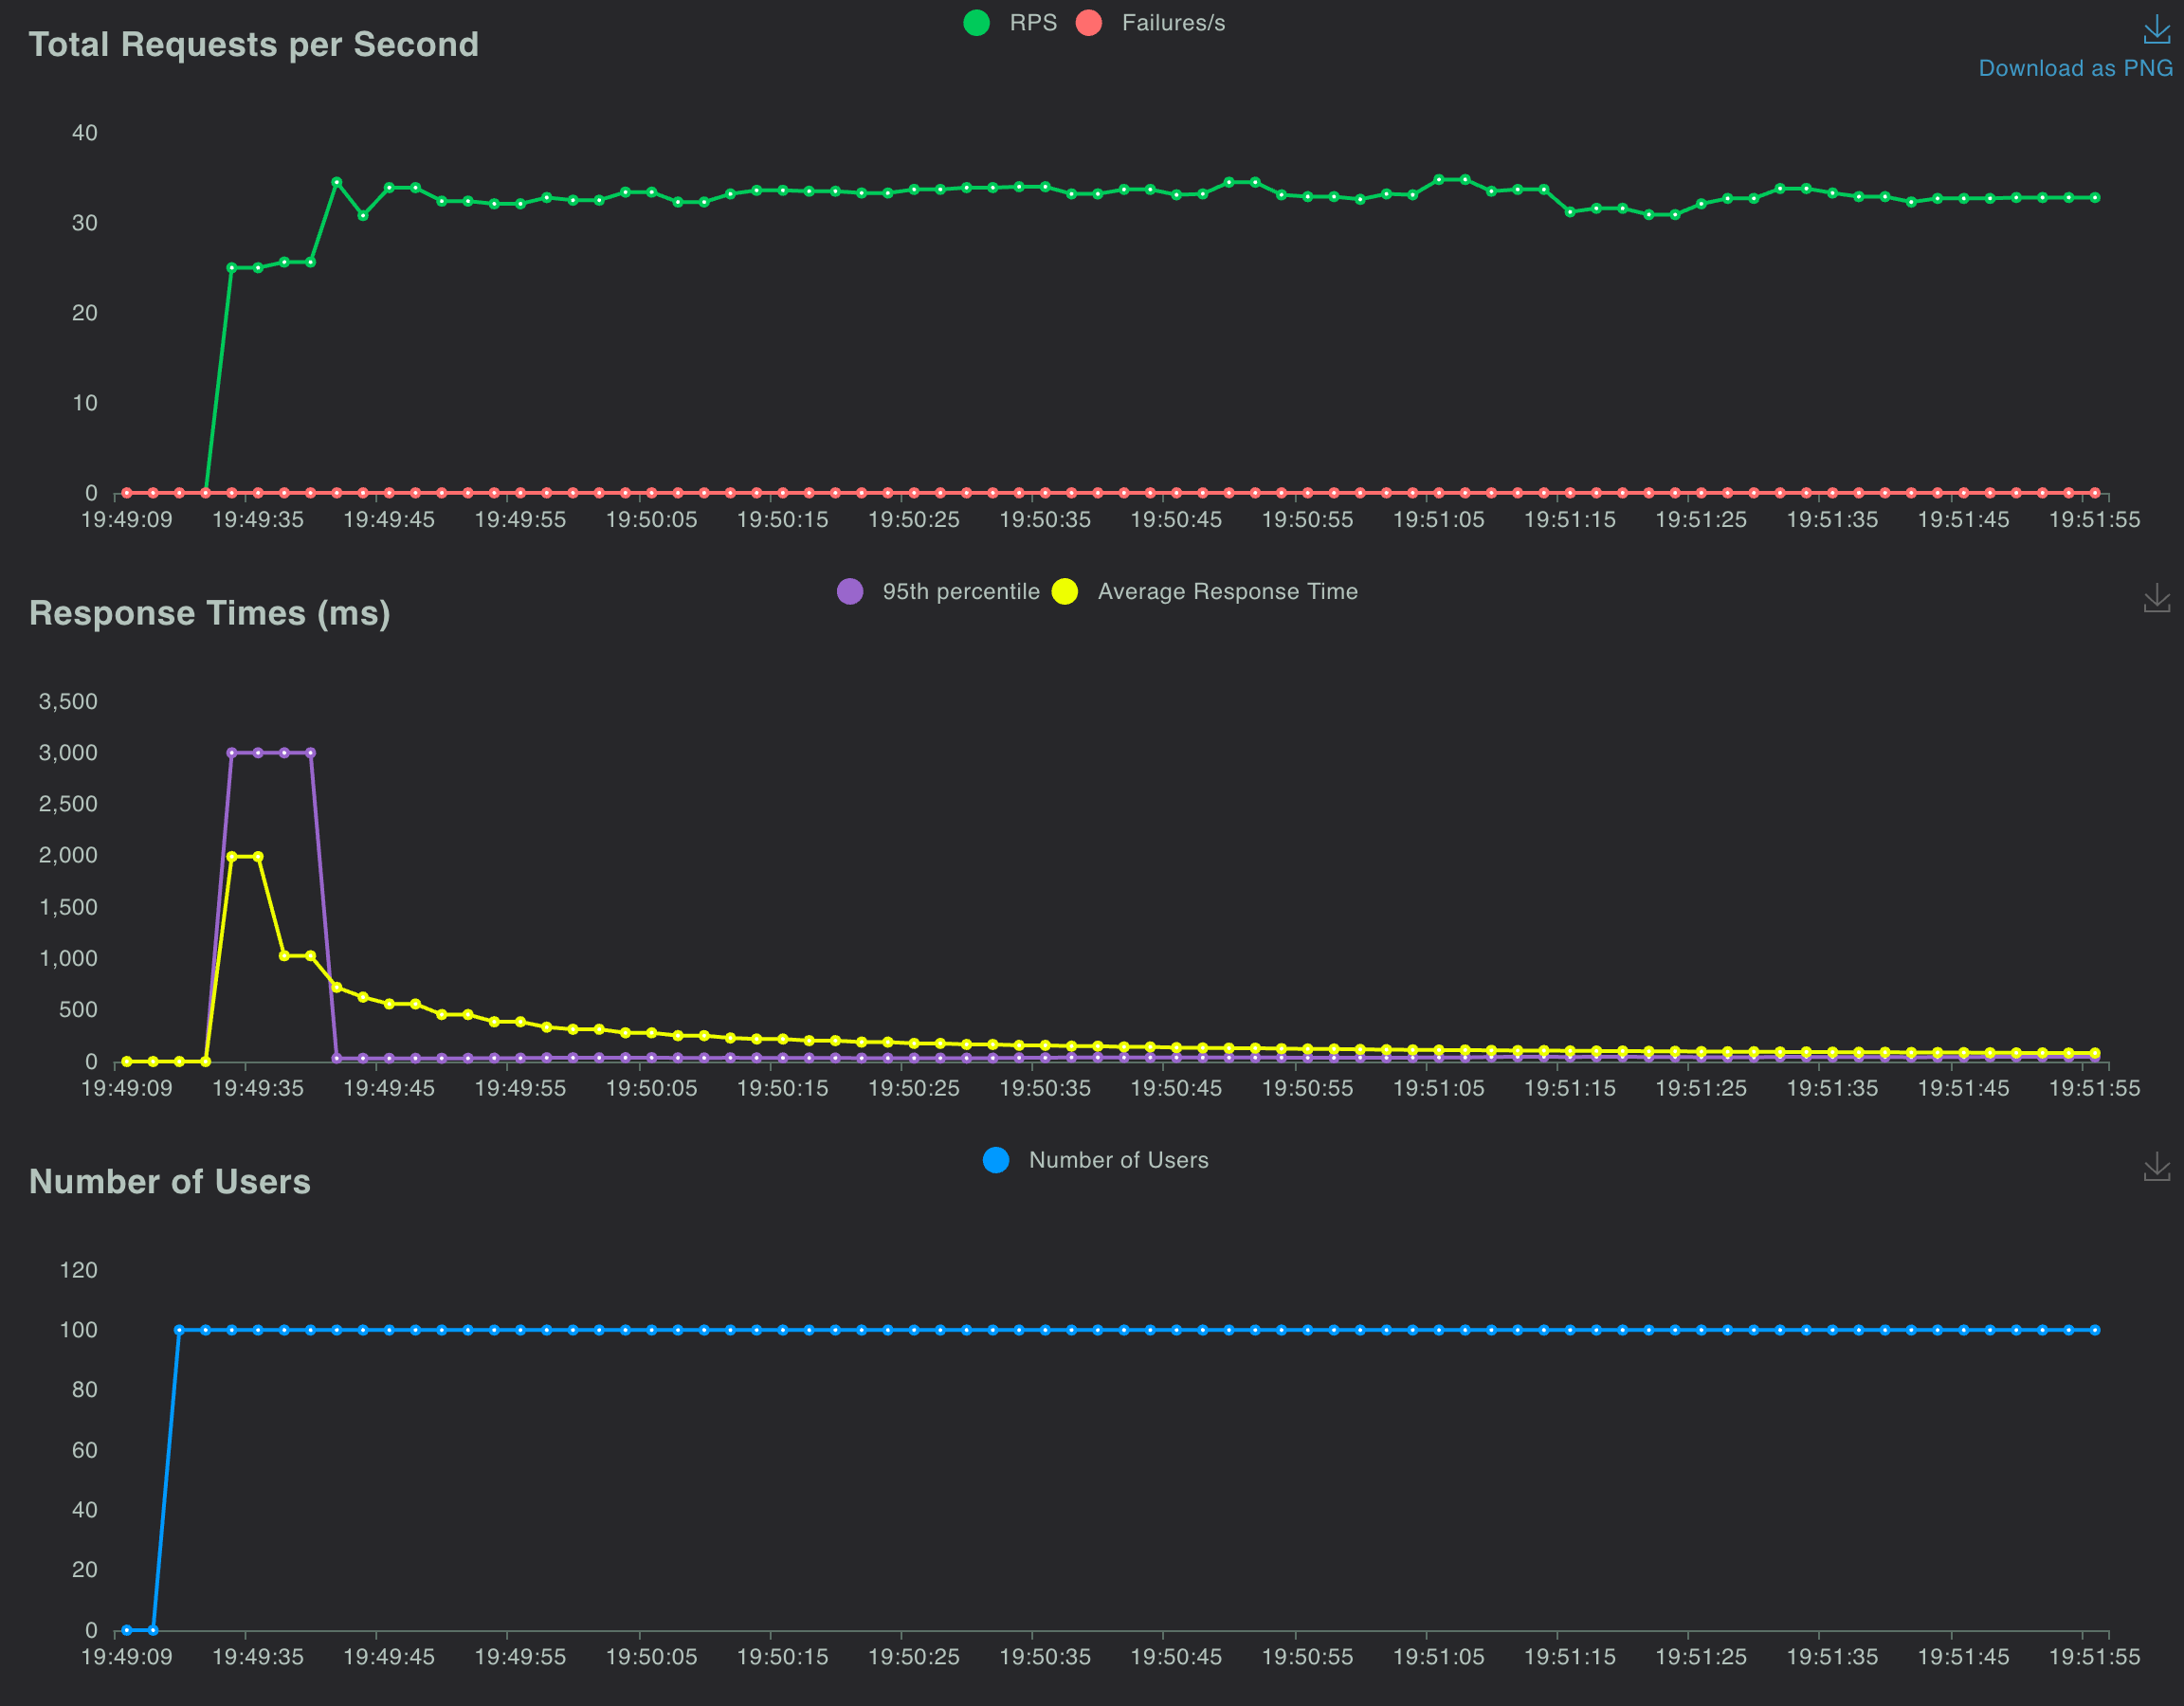 RPS Failures/s
Total Requests per Second
Download as PNG
40
30
20
10
0
19:49:09 19:49:35 19:49:45 19:49:55 19:50:05 19:50:15 19:50:25 19:50:35 19:50:45 19:50:55 19:51:05 19:51:15 19:51:25 19:51:35 19:51:45 19:51:55
95th percentile Average Response Time
Response Times (ms)
3,500
3,000
2,500
2,000
1,500
1,000
500
0
19:49:09 19:49:35 19:49:45 19:49:55 19:50:05 19:50:15 19:50:25 19:50:35 19:50:45 19:50:55 19:51:05 19:51:15 19:51:25 19:51:35 19:51:45 19:51:55
Number of Users
Number of Users
120
100
80
60
40
20
0
19:49:09 19:49:35 19:49:45 19:49:55 19:50:05 19:50:15 19:50:25 19:50:35 19:50:45 19:50:55 19:51:05 19:51:15 19:51:25 19:51:35 19:51:45 19:51:55